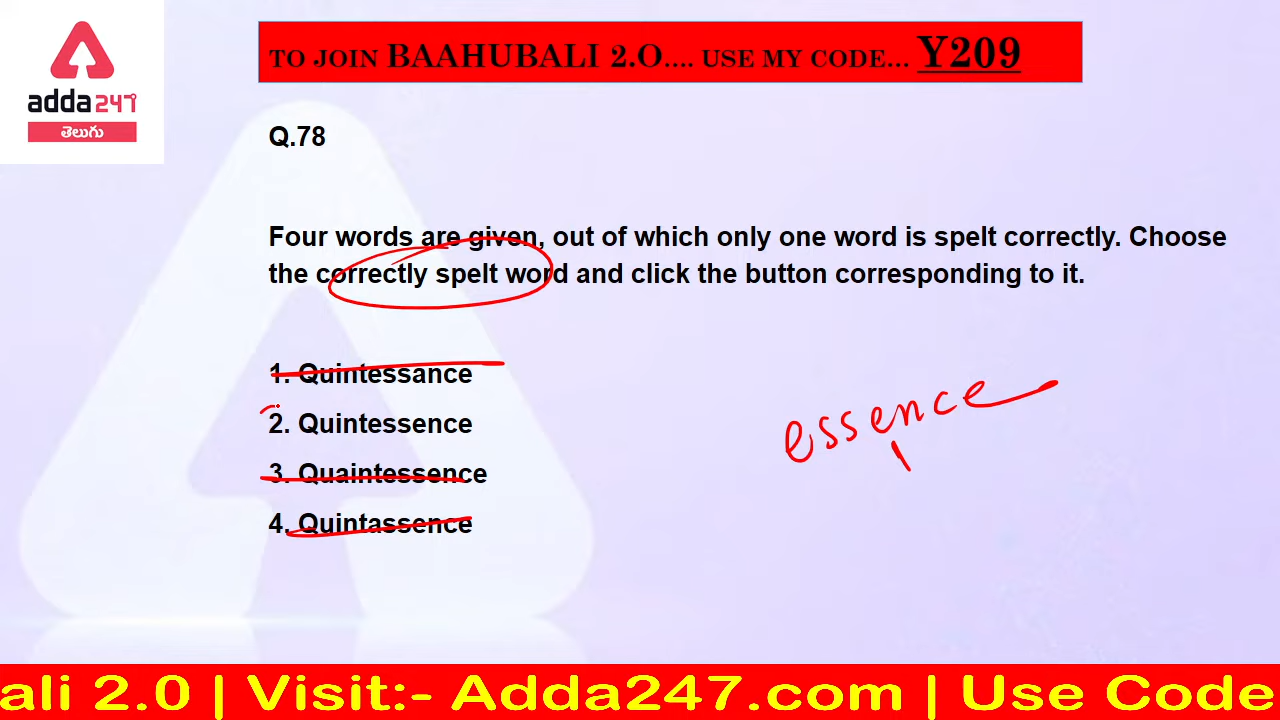 TO JOIN BAAHUBALI 2.O.... USE MY CODE... Y209
adda247
తెలుగు
Q.78
Four words are given, out of which only one word is spelt correctly. Choose
the correctly spelt word and click the button corresponding to it.
1. Quintessance
2. Quintessence
3. Quaintessence
4. Quintassence
essence
ali 2.0 | Visit:- Adda247.com | Use Code